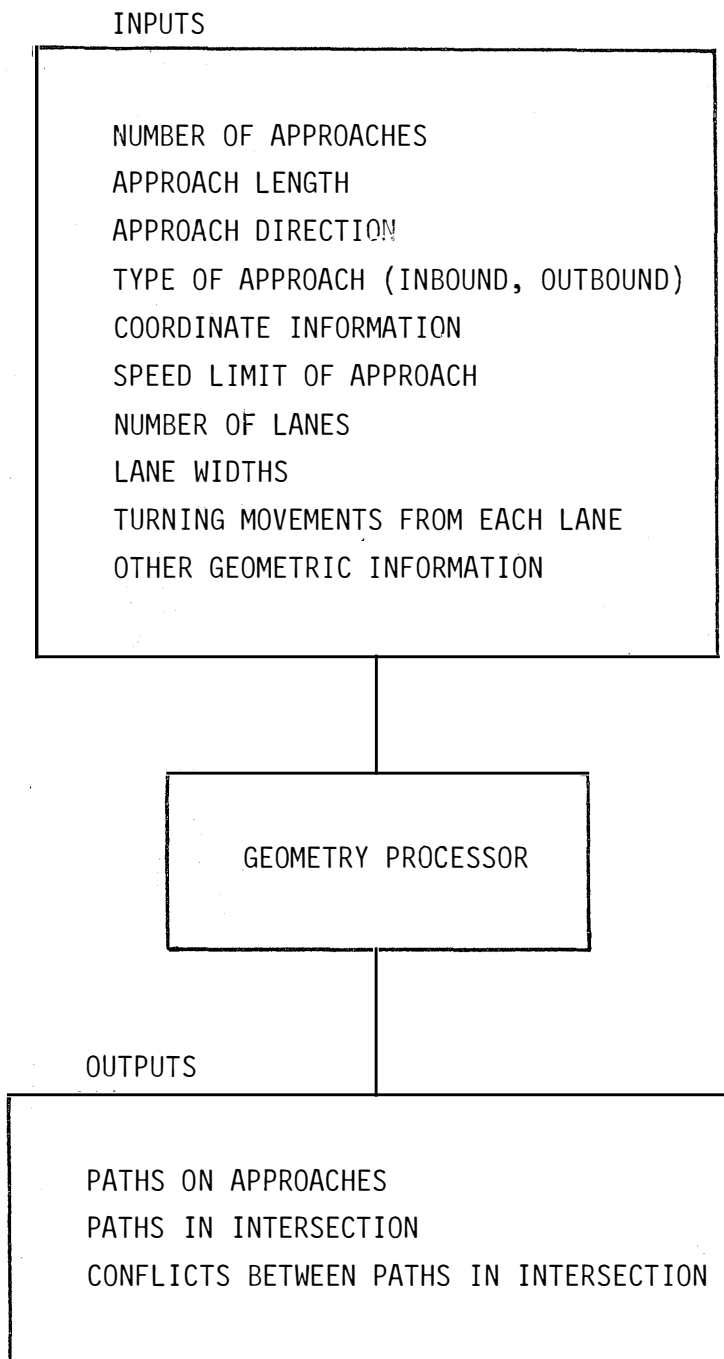 INPUTS
NUMBER OF APPROACHES
APPROACH LENGTH
APPROACH DIRECTION
TYPE OF APPROACH (INBOUND, OUTBOUND)
COORDINATE INFORMATION
SPEED LIMIT OF APPROACH
NUMBER OF LANES
LANE WIDTHS
TURNING MOVEMENTS FROM EACH LANE
OTHER GEOMETRIC INFORMATION
GEOMETRY PROCESSOR
OUTPUTS
PATHS ON APPROACHES
PATHS IN INTERSECTION
CONFLICTS BETWEEN PATHS IN INTERSECTION